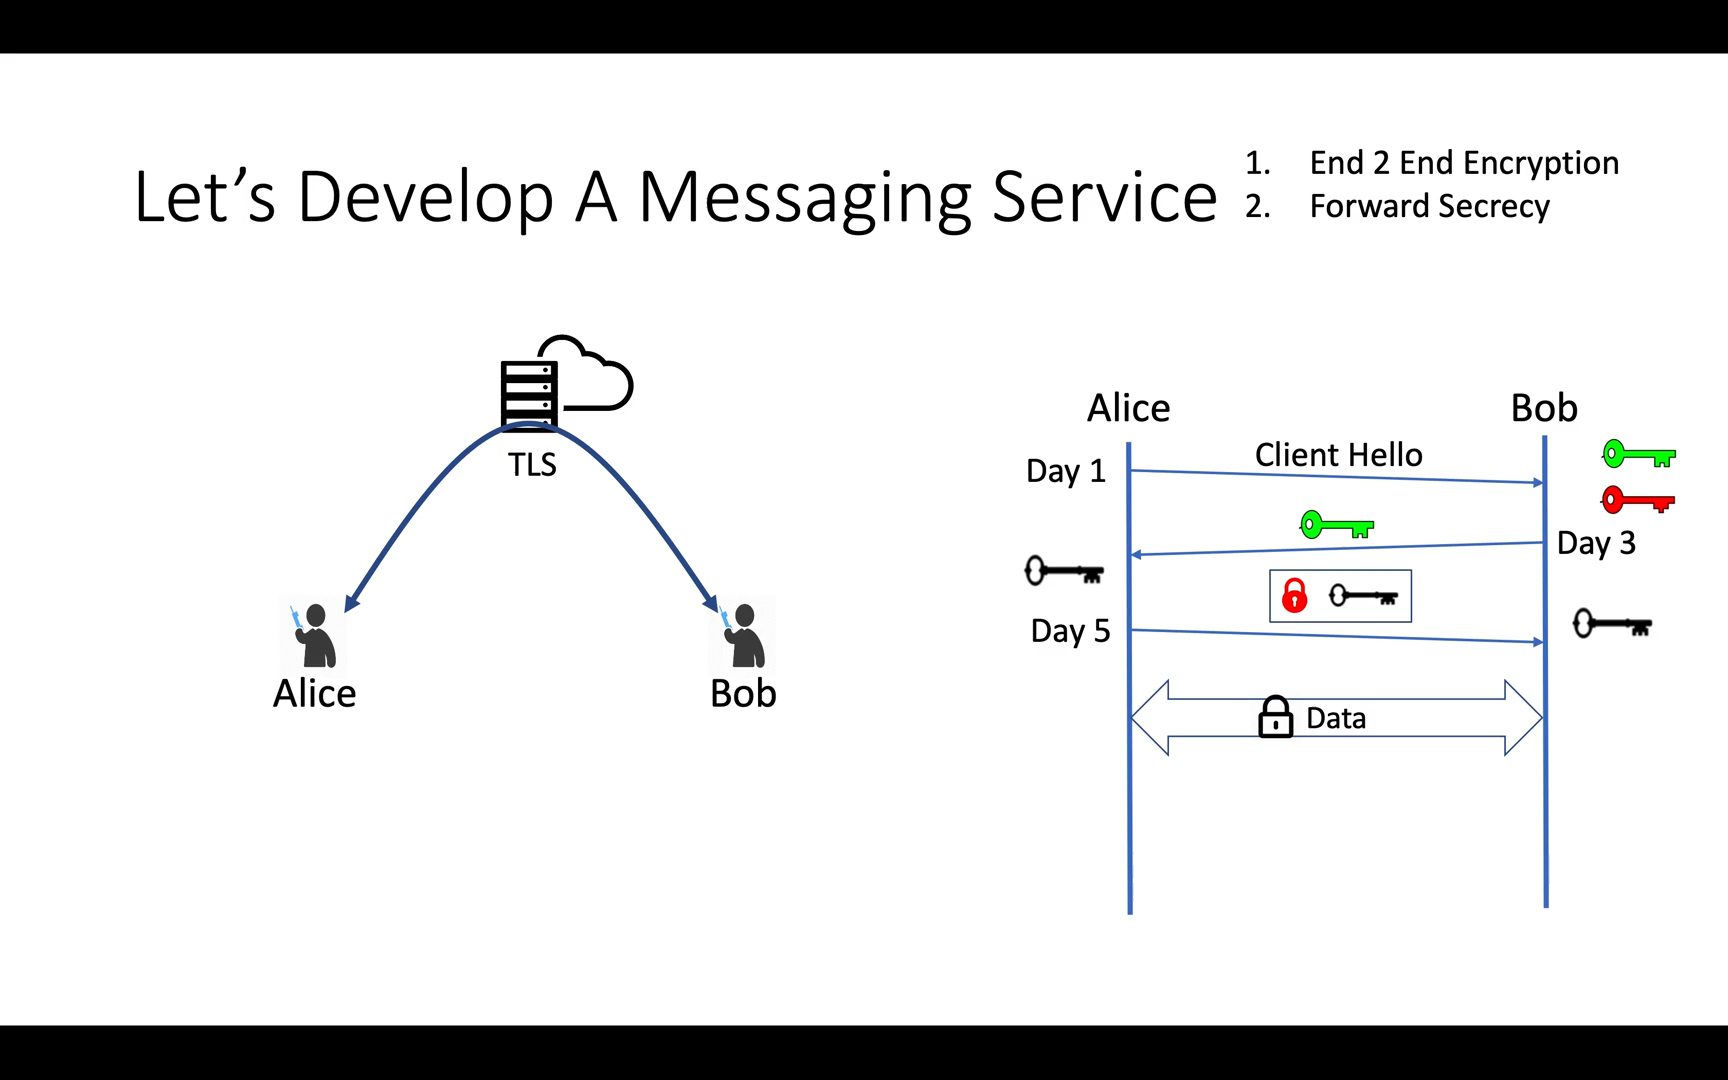 Let's Develop A Messaging Service
1. End 2 End Encryption
2. Forward Secrecy
TLS
Alice
Bob
Alice
Bob
Day 1
Client Hello
Day 3
Day 5
Data